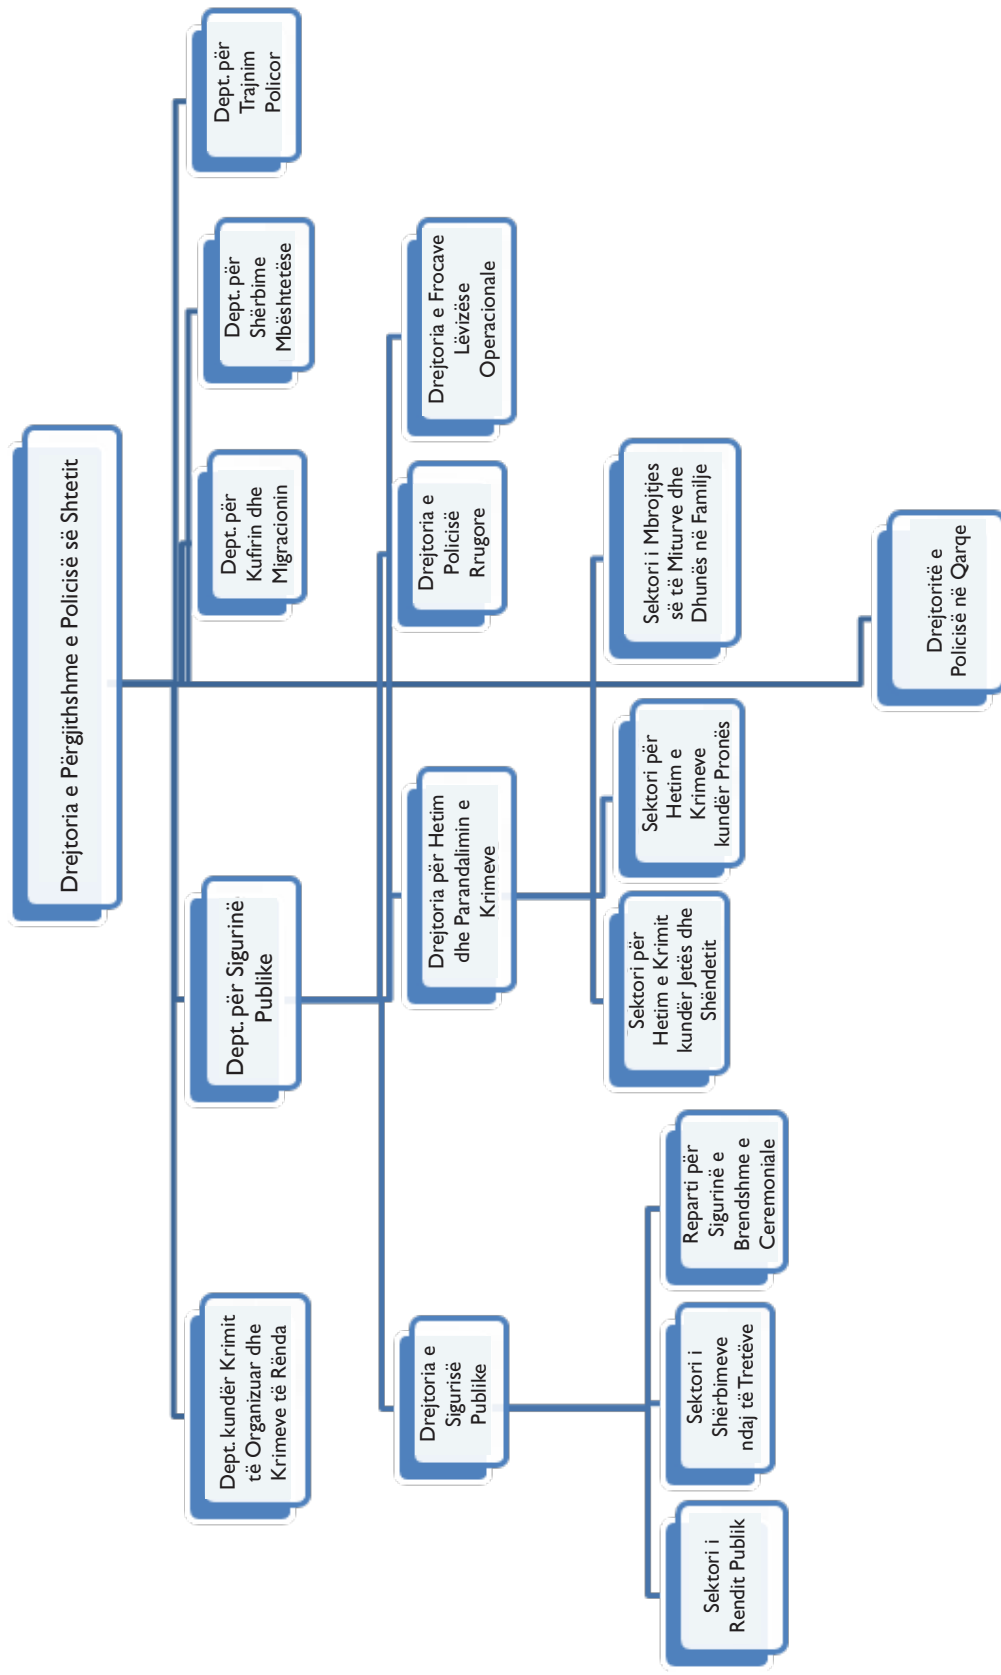 Drejtoria e Përgjithshme e Policisë së Shtetit
Dept. kundër Krimit
të Organizuar dhe
Krimeve të Rënda
Dept. për Sigurinë
Publike
Dept. për
Kufirin dhe
Migracionin
Dept. për
Shërbime
Mbështetëse
Dept. për
Trajnim
Policor
Drejtoria e
Sigurisë
Publike
Drejtoria për Hetim
dhe Parandalimin e
Krimeve
Drejtoria e
Policisë
Rrugore
Drejtoria e Frocave
Lëvizëse
Operacionale
Sektori i
Rendit Publik
Sektori i
Shërbimeve
ndaj të Tretëve
Reparti për
Sigurinë e
Brendshme e
Ceremoniale
Sektori për
Hetim e Krimit
kundër Jetës dhe
Shëndetit
Sektori për
Hetim e
Krimeve
kundër Pronës
Sektori i Mbrojtjes
së të Miturve dhe
Dhunës në Familje
Drejtoritë e
Policisë në Qarqe